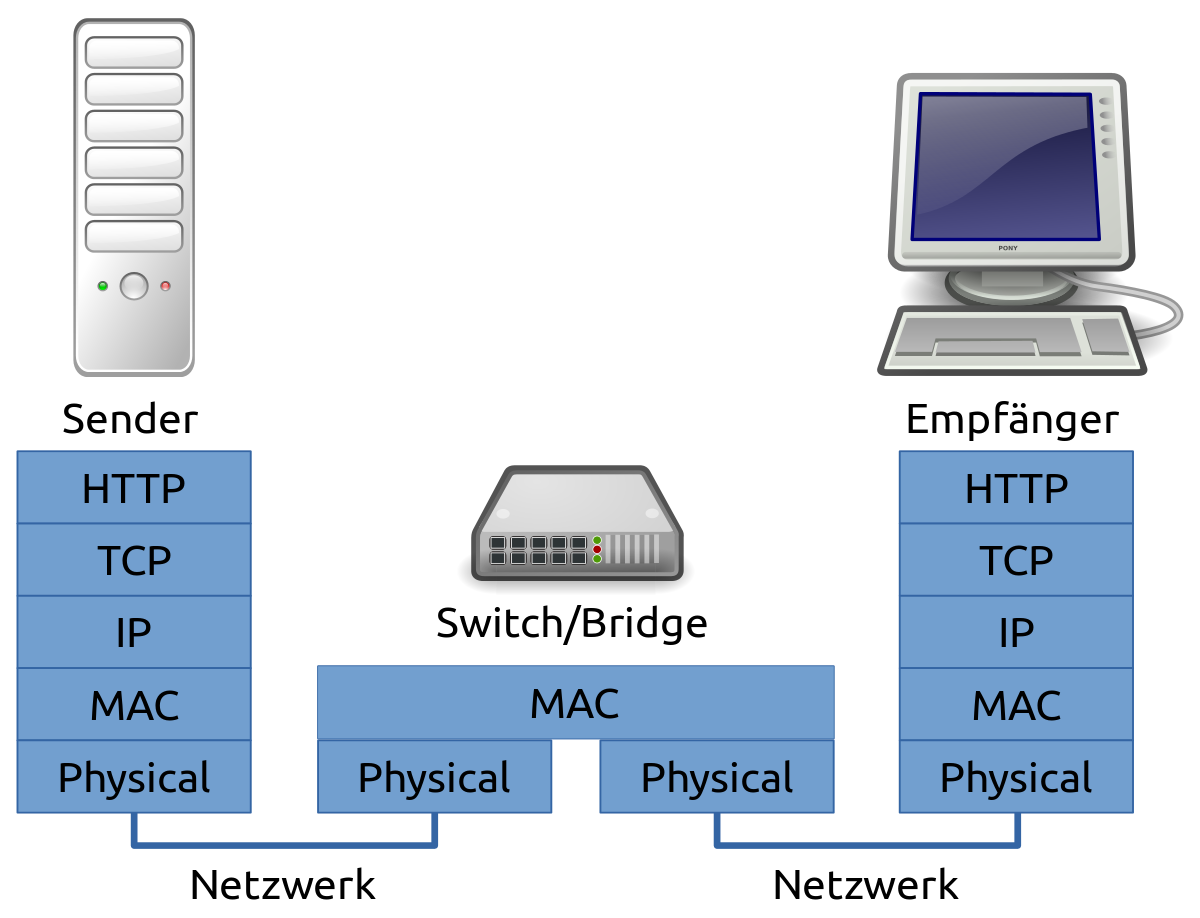 PONY
Sender
Empfänger
HTTP
TCP
IP
MAC
Physical
Switch/Bridge
MAC
Physical
Physical
HTTP
TCP
IP
MAC
Physical
Netzwerk
Netzwerk